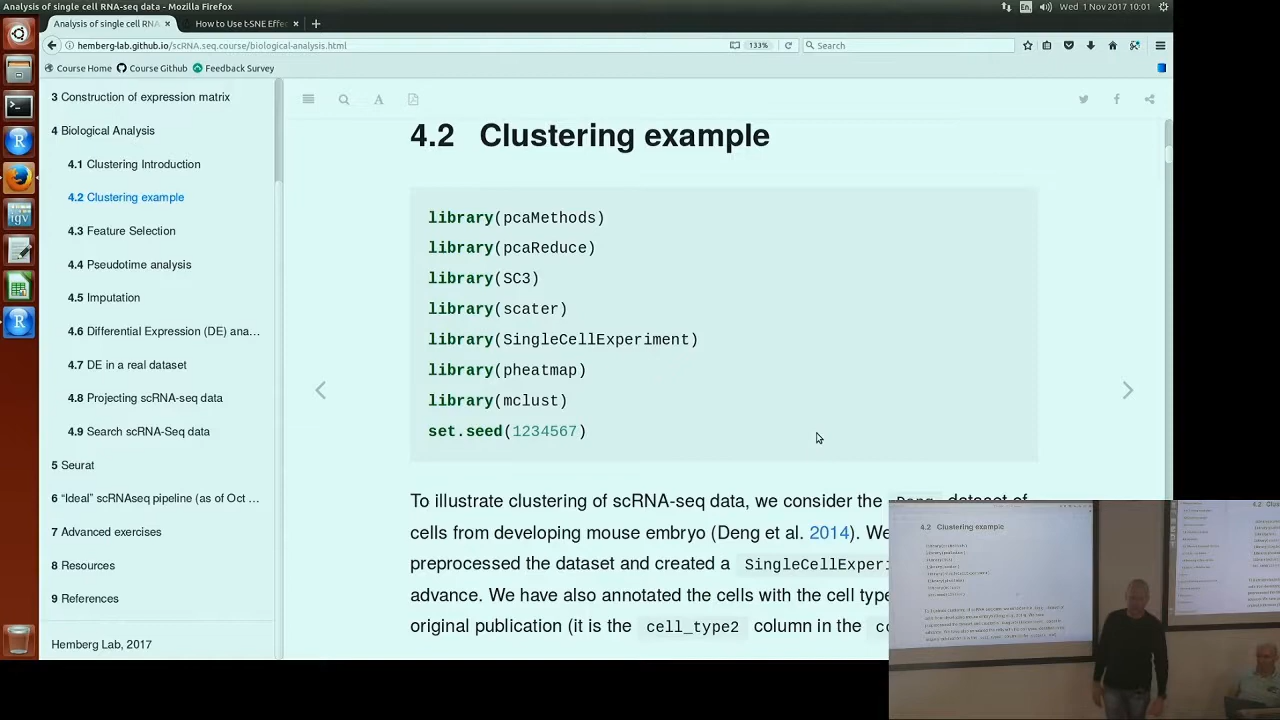 Analysis of single cell RNA-seq data - Mozilla Firefox
En
Wed 1 Nov 2017 10:01
Analysis of single cell RNA ×
How to Use t-SNE Effe ×
hemberg-lab.github.io/scRNA.seq.course/biological-analysis.html
133%
Search
Course Home Course Github Feedback Survey
3 Construction of expression matrix
4 Biological Analysis
4.1 Clustering Introduction
4.2 Clustering example
4.3 Feature Selection
4.4 Pseudotime analysis
4.5 Imputation
4.6 Differential Expression (DE) ana…
4.7 DE in a real dataset
4.8 Projecting scRNA-seq data
4.9 Search scRNA-Seq data
5 Seurat
6 “Ideal” scRNAseq pipeline (as of Oct …
7 Advanced exercises
8 Resources
9 References
Hemberg Lab, 2017
A
4.2 Clustering example
library(pcaMethods)
library(pcaReduce)
library(SC3)
library(scater)
library(SingleCellExperiment)
library(pheatmap)
library(mclust)
set.seed(1234567)
To illustrate clustering of scRNA-seq data, we consider the Deng dataset of
cells from developing mouse embryo (Deng et al. 2014). We
preprocessed the dataset and created a SingleCellExperi
advance. We have also annotated the cells with the cell type
original publication (it is the cell_type2 column in the co
4.2 Clustering example